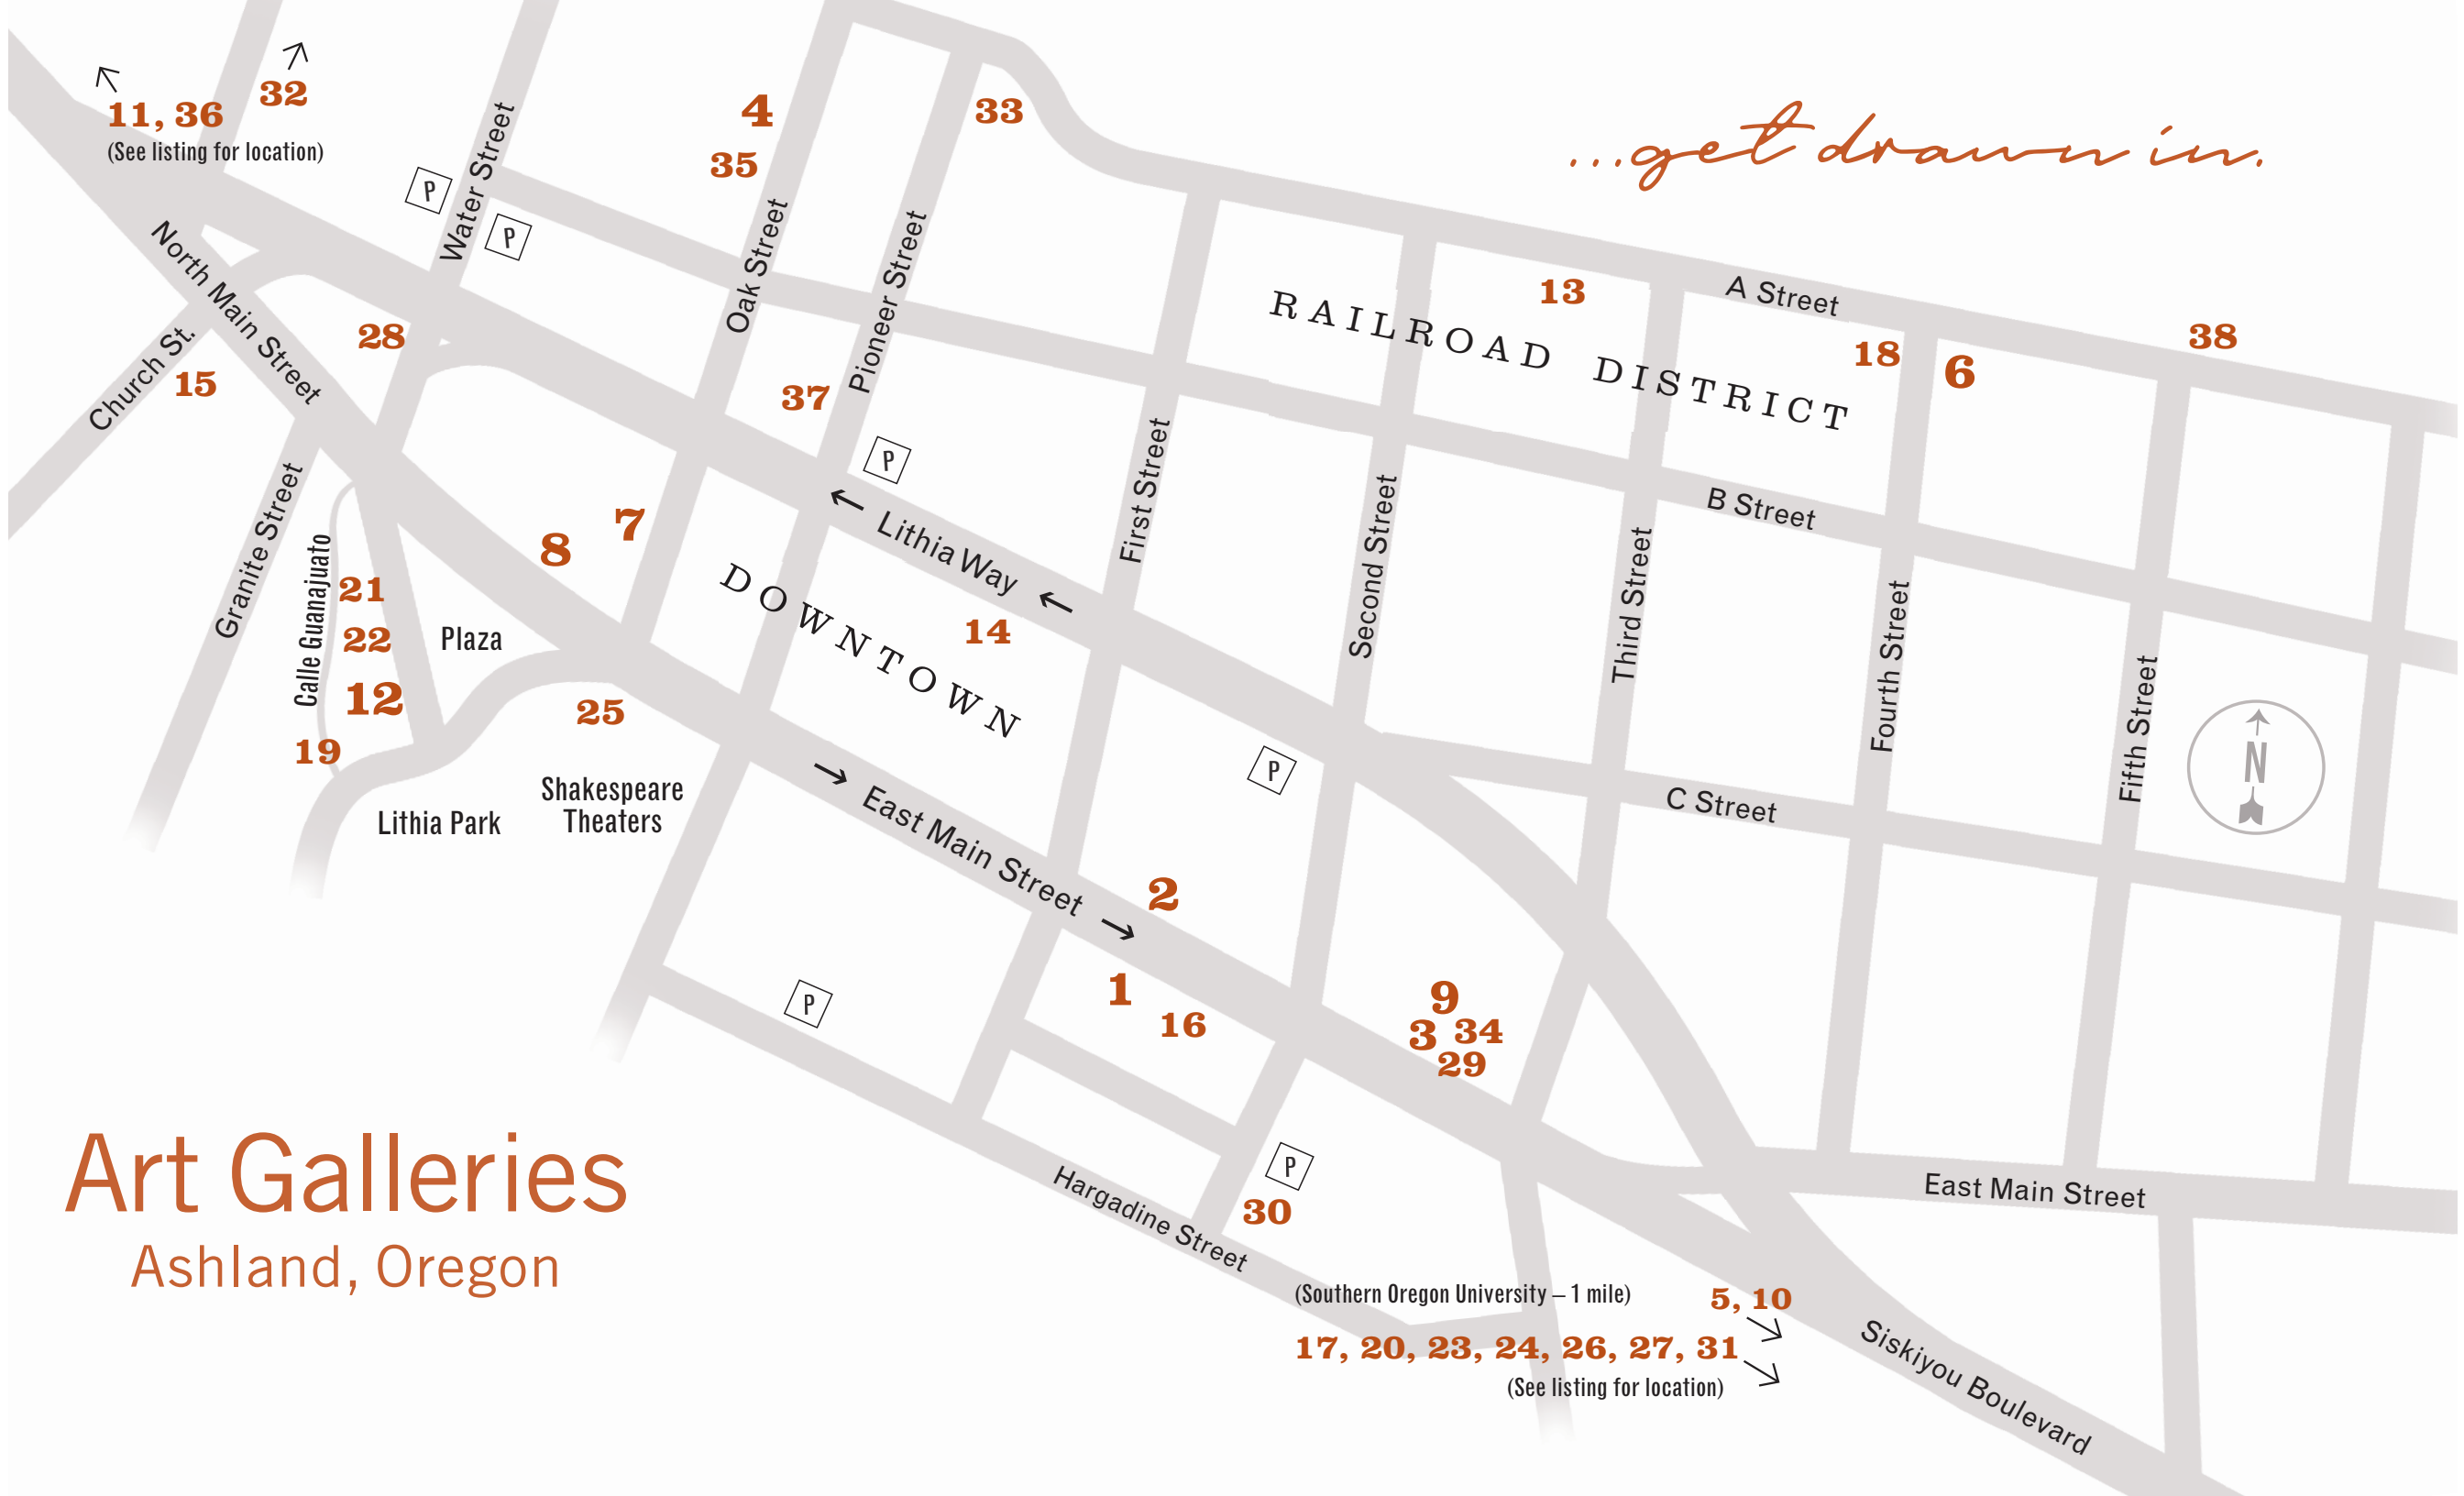 ...get drawn in.
32
11, 36
(See listing for location)
4
35
33
P
Water Street
P
Oak Street
Pioneer Street
North Main Street
Church St.
15
28
37
P
RAILROAD DISTRICT
13
A Street
18
6
38
B Street
First Street
Second Street
Third Street
Fourth Street
Fifth Street
N
Granite Street
Calle Guanajuato
21
22
12
19
Plaza
8
7
DOWNTOWN
Lithia Way
14
25
Shakespeare
Theaters
Lithia Park
East Main Street
P
C Street
2
1
16
9
3 34
29
P
P
30
Hargadine Street
East Main Street
Art Galleries
Ashland, Oregon
(Southern Oregon University – 1 mile)
5, 10
17, 20, 23, 24, 26, 27, 31
(See listing for location)
Siskiyou Boulevard